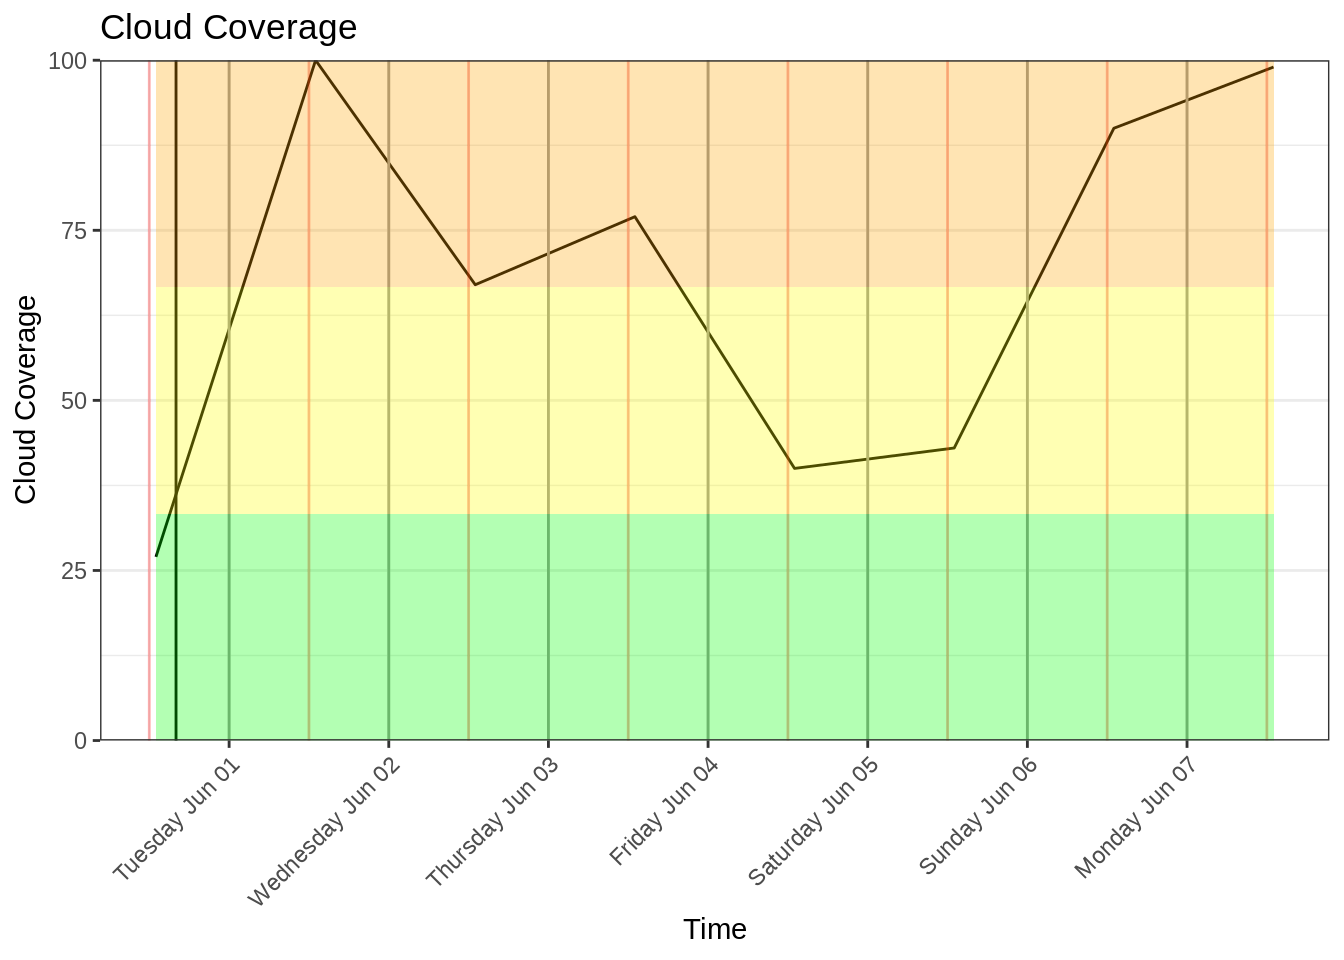 Cloud Coverage
100
75
50
25
0
Cloud Coverage
Tuesday Jun 01
Wednesday Jun 02
Thursday Jun 03
Friday Jun 04
Saturday Jun 05
Sunday Jun 06
Monday Jun 07
Time